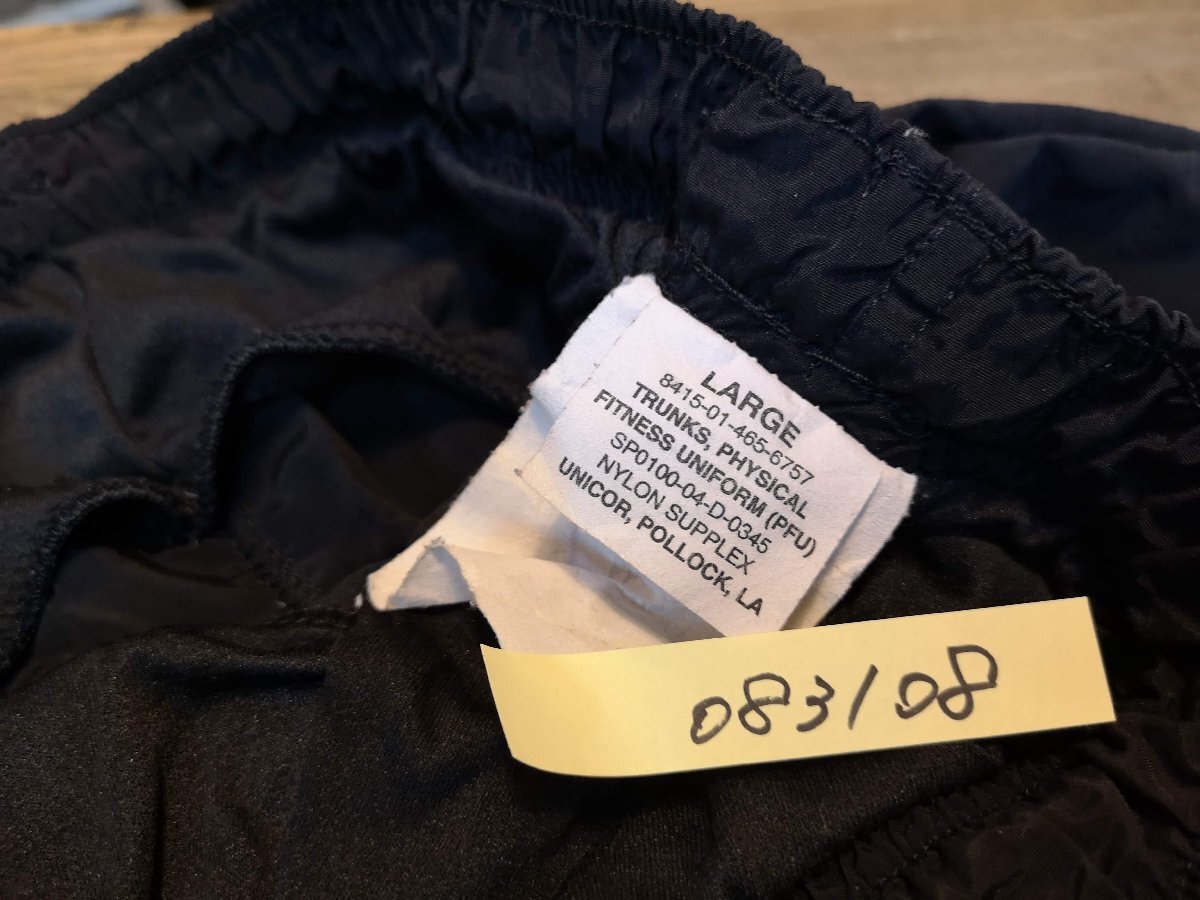 LARGE
8415-01-465-6757
TRUNKS, PHYSICAL
FITNESS UNIFORM (PFU)
SP0100-04-D-0345
NYLON SUPPLEX
UNICOR, POLLOCK, LA
083108